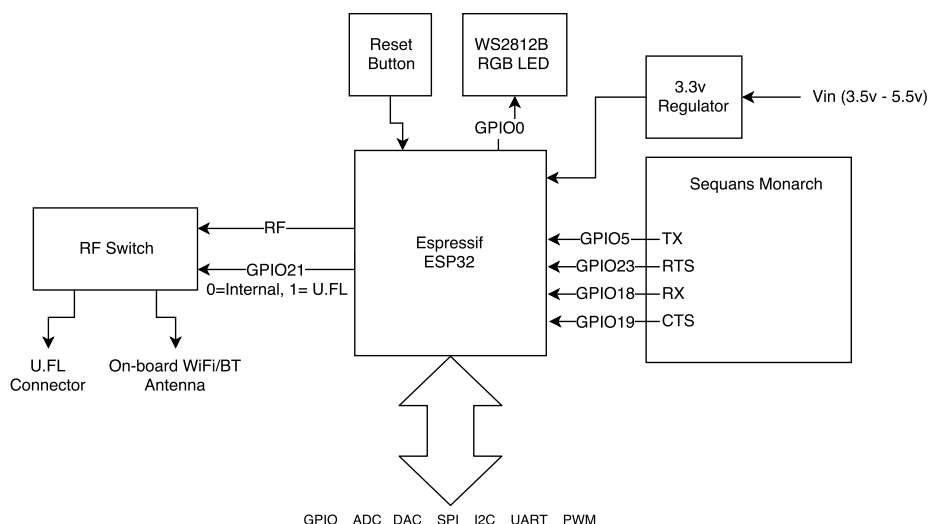 Reset
Button
WS2812B
RGB LED
3.3v
Regulator
Vin (3.5v - 5.5v)
GPIO0
Sequans Monarch
RF Switch
RF
GPIO21
0=Internal, 1= U.FL
Espressif
ESP32
GPIO5 TX
GPIO23 RTS
GPIO18 RX
GPIO19 CTS
U.FL
Connector
On-board WiFi/BT
Antenna
GPIO ADC DAC SPI I2C UART PWM